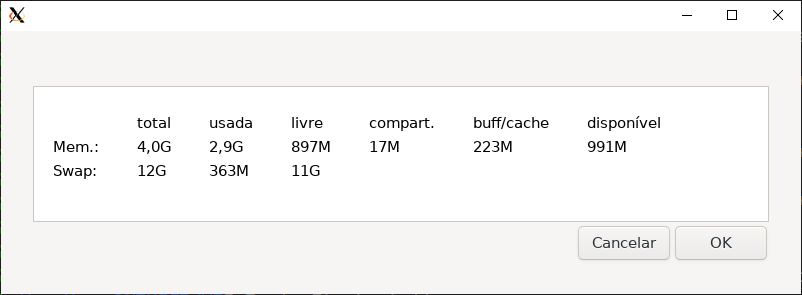 total usada livre compart. buff/cache disponível
Mem.: 4,0G 2,9G 897M 17M 223M 991M
Swap: 12G 363M 11G
Cancelar OK